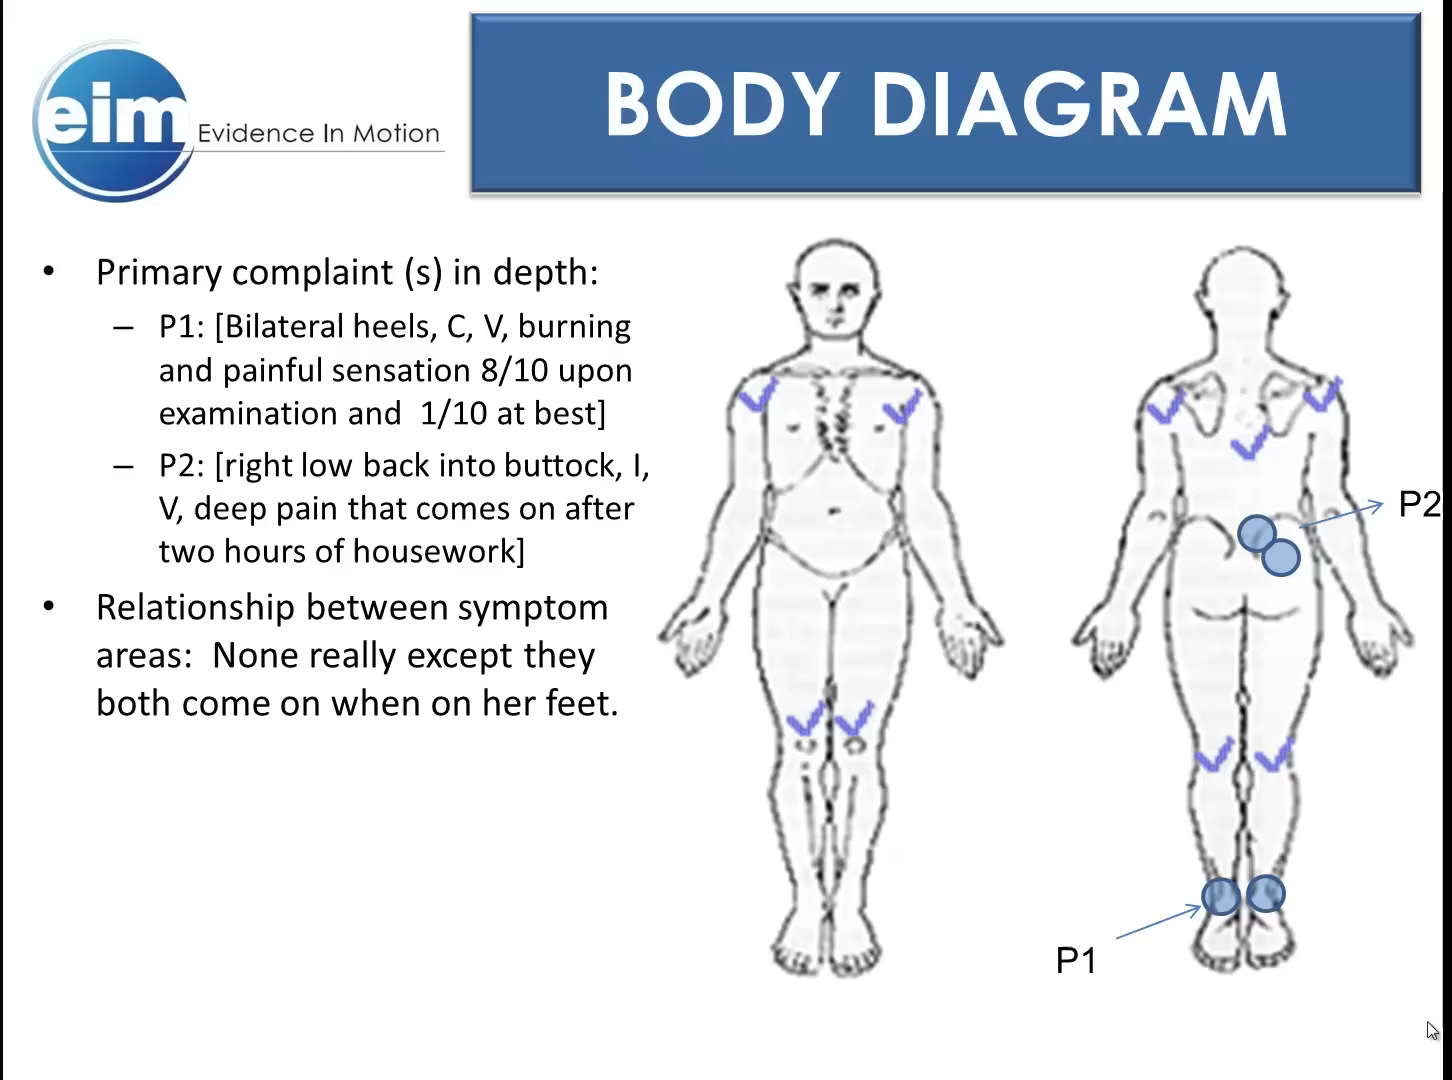 eim
Evidence In Motion
BODY DIAGRAM
• Primary complaint (s) in depth:
– P1: [Bilateral heels, C, V, burning
and painful sensation 8/10 upon
examination and  1/10 at best]
– P2: [right low back into buttock, I,
V, deep pain that comes on after
two hours of housework]
• Relationship between symptom
areas:  None really except they
both come on when on her feet.
P2
P1